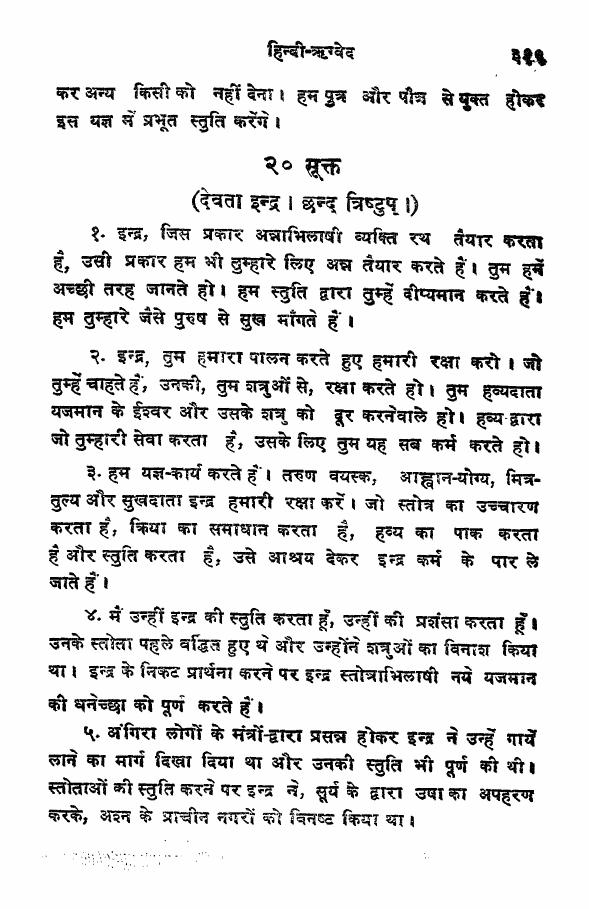 हिन्दी-ऋग्वेद ३१९
कर अन्य किसी को नहीं देना। हम पुत्र और पौत्र से युक्त होकर
इस यज्ञ में प्रभूत स्तुति करेंगे।
२० सूक्त
(देवता इन्द्र। छन्द त्रिष्टुप्।)
१. इन्द्र, जिस प्रकार अन्नाभिलाषी व्यक्ति रथ तैयार करता
है, उसी प्रकार हम भी तुम्हारे लिए अन्न तैयार करते हैं। तुम हमें
अच्छी तरह जानते हो। हम स्तुति द्वारा तुम्हें दीप्यमान करते हैं।
हम तुम्हारे जैसे पुरुष से सुख माँगते हैं।
२. इन्द्र, तुम हमारा पालन करते हुए हमारी रक्षा करो। जो
तुम्हें चाहते हैं, उनकी, तुम शत्रुओं से, रक्षा करते हो। तुम हव्यदाता
यजमान के ईश्वर और उसके शत्रु को दूर करनेवाले हो। हव्य द्वारा
जो तुम्हारी सेवा करता है, उसके लिए तुम यह सब कर्म करते हो।
३. हम यज्ञ-कार्य करते हैं। तरुण वयस्क, आह्वान-योग्य, मित्र-
तुल्य और सुखदाता इन्द्र हमारी रक्षा करें। जो स्तोत्र का उच्चारण
करता है, क्रिया का समाधान करता है, हव्य का पाक करता
है और स्तुति करता है, उसे आश्रय देकर इन्द्र कर्म के पार ले
जाते हैं।
४. मैं उन्हीं इन्द्र की स्तुति करता हूँ, उन्हीं की प्रशंसा करता हूँ।
उनके स्तोता पहले वर्द्धित हुए थे और उन्होंने शत्रुओं का विनाश किया
था। इन्द्र के निकट प्रार्थना करने पर इन्द्र स्तोत्राभिलाषी नये यजमान
की धनेच्छा को पूर्ण करते हैं।
५. अंगिरा लोगों के मंत्रों-द्वारा प्रसन्न होकर इन्द्र ने उन्हें गायें
लाने का मार्ग दिखा दिया था और उनकी स्तुति भी पूर्ण की थी।
स्तोताओं की स्तुति करने पर इन्द्र ने, सूर्य के द्वारा उषा का अपहरण
करके, अश्न के प्राचीन नगरों को विनष्ट किया था।